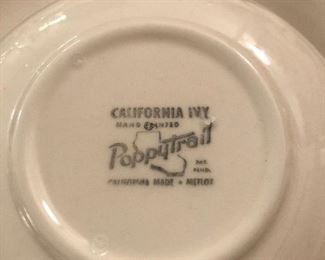 CALIFORNIA IVY
HAND PAINTED
Poppytrail
PAT.
PEND.
CALIFORNIA MADE • METLOX